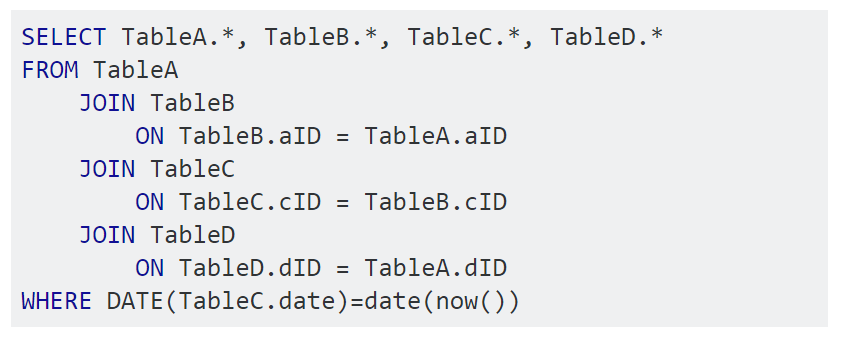 SELECT TableA.*, TableB.*, TableC.*, TableD.*
FROM TableA
    JOIN TableB
        ON TableB.aID = TableA.aID
    JOIN TableC
        ON TableC.cID = TableB.cID
    JOIN TableD
        ON TableD.dID = TableA.dID
WHERE DATE(TableC.date)=date(now())